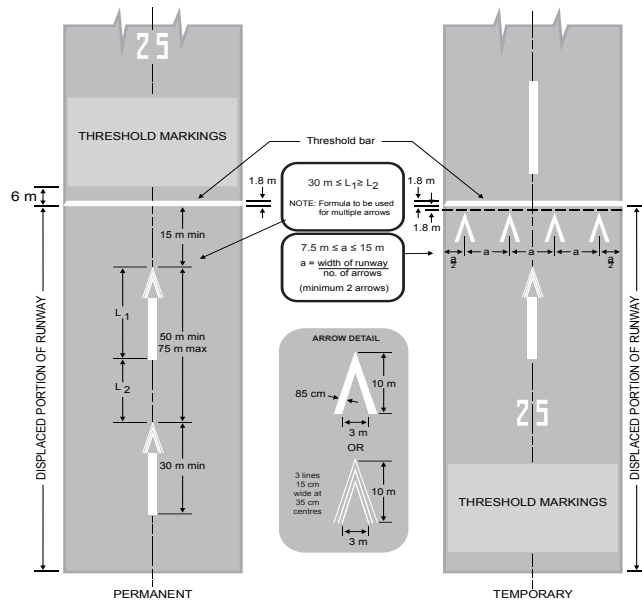 25
THRESHOLD MARKINGS
6 m
15 m min
L1
50 m min
75 m max
L2
30 m min
DISPLACED PORTION OF RUNWAY
PERMANENT
Threshold bar
1.8 m
30 m ≤ L1 ≥ L2
NOTE: Formula to be used
for multiple arrows
7.5 m ≤ a ≤ 15 m
a = width of runway
no. of arrows
(minimum 2 arrows)
ARROW DETAIL
85 cm
10 m
3 m
OR
3 lines
15 cm
wide at
35 cm
centres
10 m
3 m
1.8 m
1.8 m
a/2 a a a a/2
25
THRESHOLD MARKINGS
DISPLACED PORTION OF RUNWAY
TEMPORARY